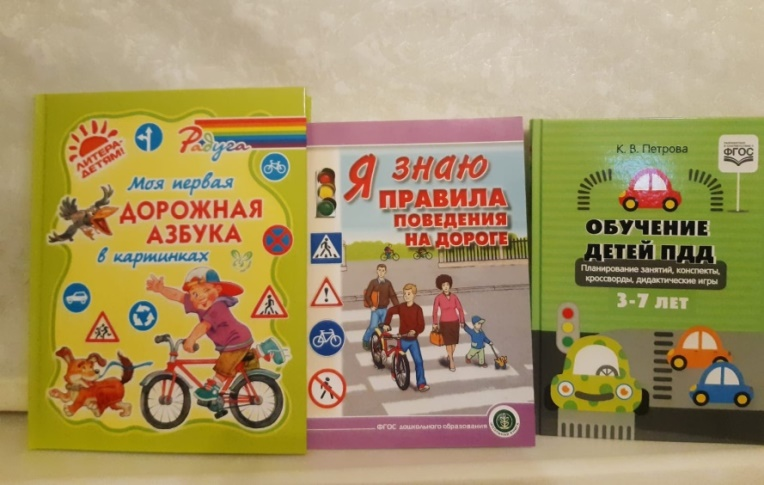 ЛИТЕРА-
ДЕТЯМ!
Радуга
Моя первая
ДОРОЖНАЯ
АЗБУКА
в картинках
Я знаю
ПРАВИЛА
ПОВЕДЕНИЯ
НА ДОРОГЕ
ФГОС дошкольного образования
К. В. Петрова
ФГОС
ОБУЧЕНИЕ
ДЕТЕЙ ПДД
Планирование занятий, конспекты,
кроссворды, дидактические игры
3-7 ЛЕТ